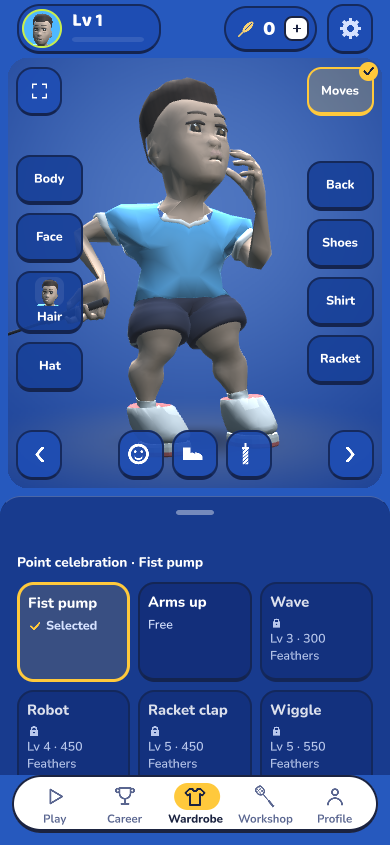 Lv 1
0
+
Moves
Body
Face
Hair
Hat
Back
Shoes
Shirt
Racket
Point celebration · Fist pump
Fist pump
Selected
Arms up
Free
Wave
Lv 3 · 300
Feathers
Robot
Lv 4 · 450
Feathers
Racket clap
Lv 5 · 450
Feathers
Wiggle
Lv 5 · 550
Feathers
Play
Career
Wardrobe
Workshop
Profile